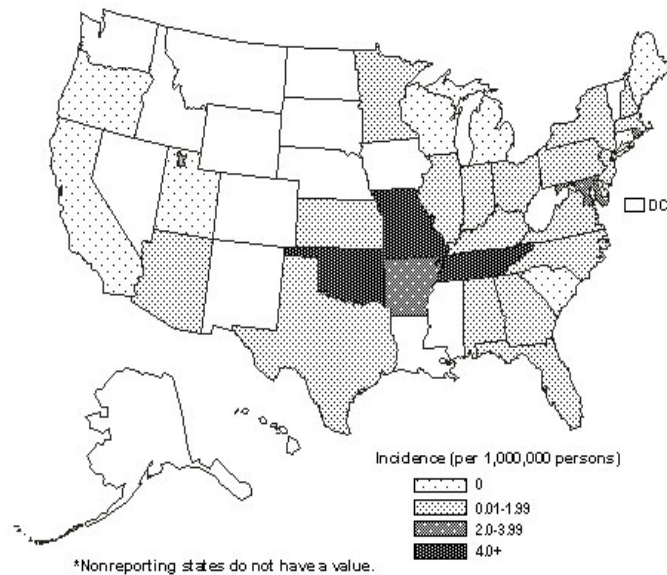 DC
Incidence (per 1,000,000 persons)
0
0.01-1.99
2.0-3.99
4.0+
*Nonreporting states do not have a value.